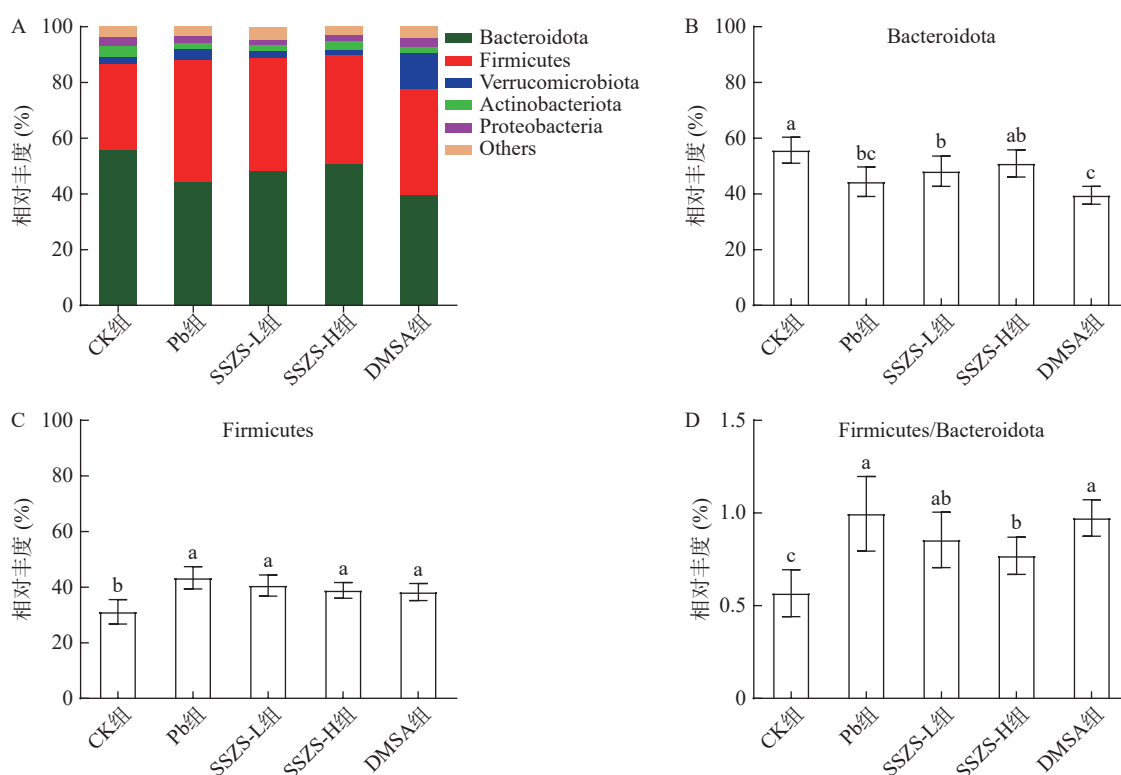 A
100
80
60
40
20
0
相对丰度 (%)
CK组
Pb组
SSZS-L组
SSZS-H组
DMSA组
Bacteroidota
Firmicutes
Verrucomicrobiota
Actinobacteriota
Proteobacteria
Others
B
Bacteroidota
100
80
60
40
20
0
相对丰度 (%)
a
bc
b
ab
c
CK组
Pb组
SSZS-L组
SSZS-H组
DMSA组
C
Firmicutes
100
80
60
40
20
0
相对丰度 (%)
b
a
a
a
a
CK组
Pb组
SSZS-L组
SSZS-H组
DMSA组
D
Firmicutes/Bacteroidota
1.5
1.0
0.5
0
相对丰度 (%)
c
a
ab
b
a
CK组
Pb组
SSZS-L组
SSZS-H组
DMSA组